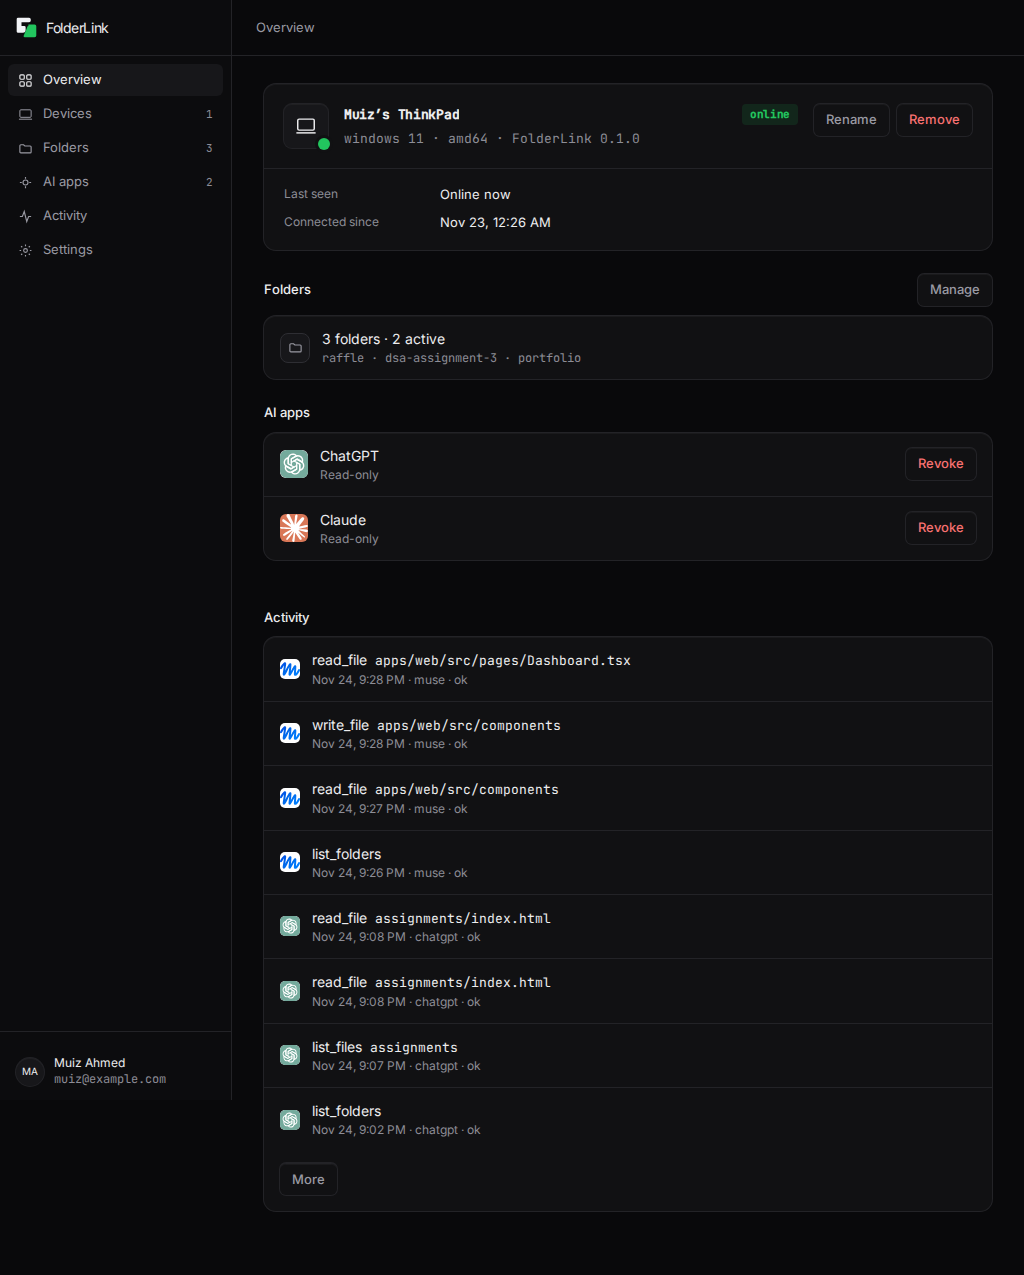 FolderLink
Overview
Overview
Devices 1
Folders 3
AI apps 2
Activity
Settings
Muiz Ahmed
MA
muiz@example.com
Muiz’s ThinkPad
online
Rename
Remove
windows 11 · amd64 · FolderLink 0.1.0
Last seen Online now
Connected since Nov 23, 12:26 AM
Folders
Manage
3 folders · 2 active
raffle · dsa-assignment-3 · portfolio
AI apps
ChatGPT
Read-only
Revoke
Claude
Read-only
Revoke
Activity
read_file apps/web/src/pages/Dashboard.tsx
Nov 24, 9:28 PM · muse · ok
write_file apps/web/src/components
Nov 24, 9:28 PM · muse · ok
read_file apps/web/src/components
Nov 24, 9:27 PM · muse · ok
list_folders
Nov 24, 9:26 PM · muse · ok
read_file assignments/index.html
Nov 24, 9:08 PM · chatgpt · ok
read_file assignments/index.html
Nov 24, 9:08 PM · chatgpt · ok
list_files assignments
Nov 24, 9:07 PM · chatgpt · ok
list_folders
Nov 24, 9:02 PM · chatgpt · ok
More